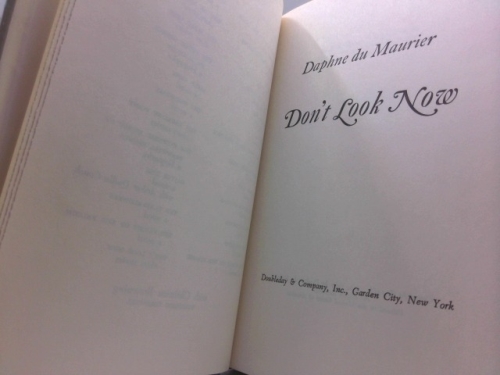 Daphne du Maurier
Don't Look Now
Doubleday & Company, Inc., Garden City, New York